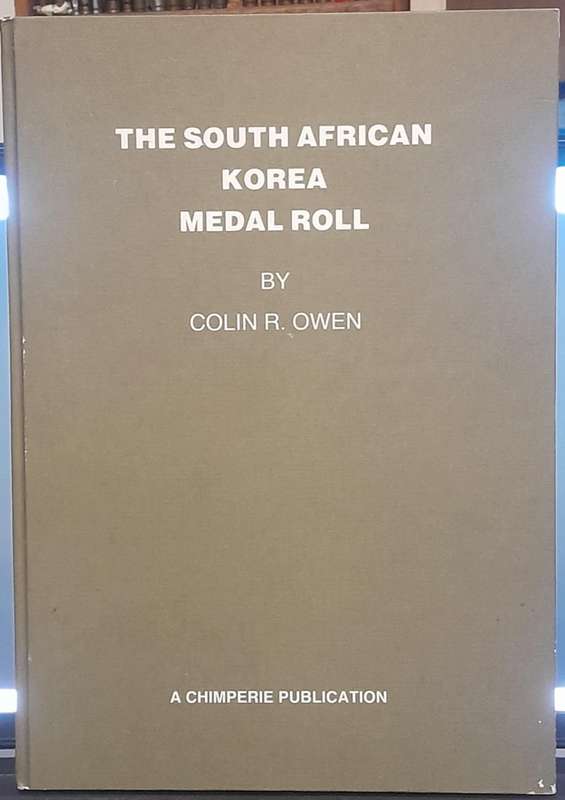 THE SOUTH AFRICAN
KOREA
MEDAL ROLL
BY
COLIN R. OWEN
A CHIMPERIE PUBLICATION